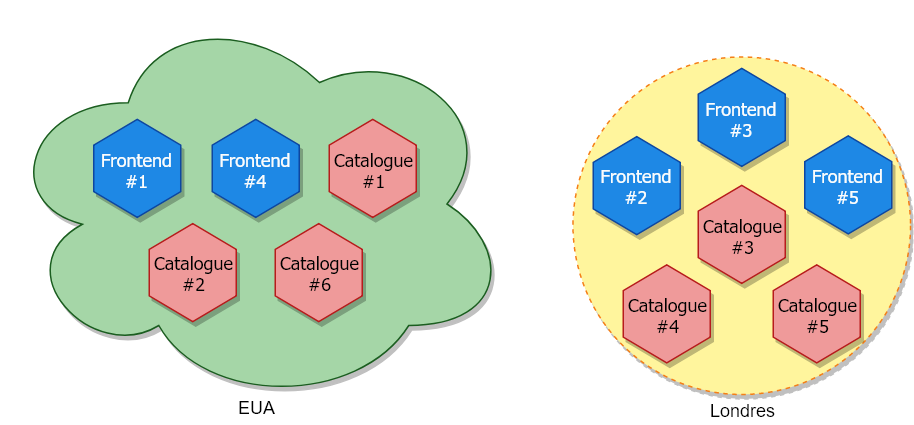 Frontend
#1
Frontend
#4
Catalogue
#1
Catalogue
#2
Catalogue
#6
EUA
Frontend
#3
Frontend
#2
Frontend
#5
Catalogue
#3
Catalogue
#4
Catalogue
#5
Londres